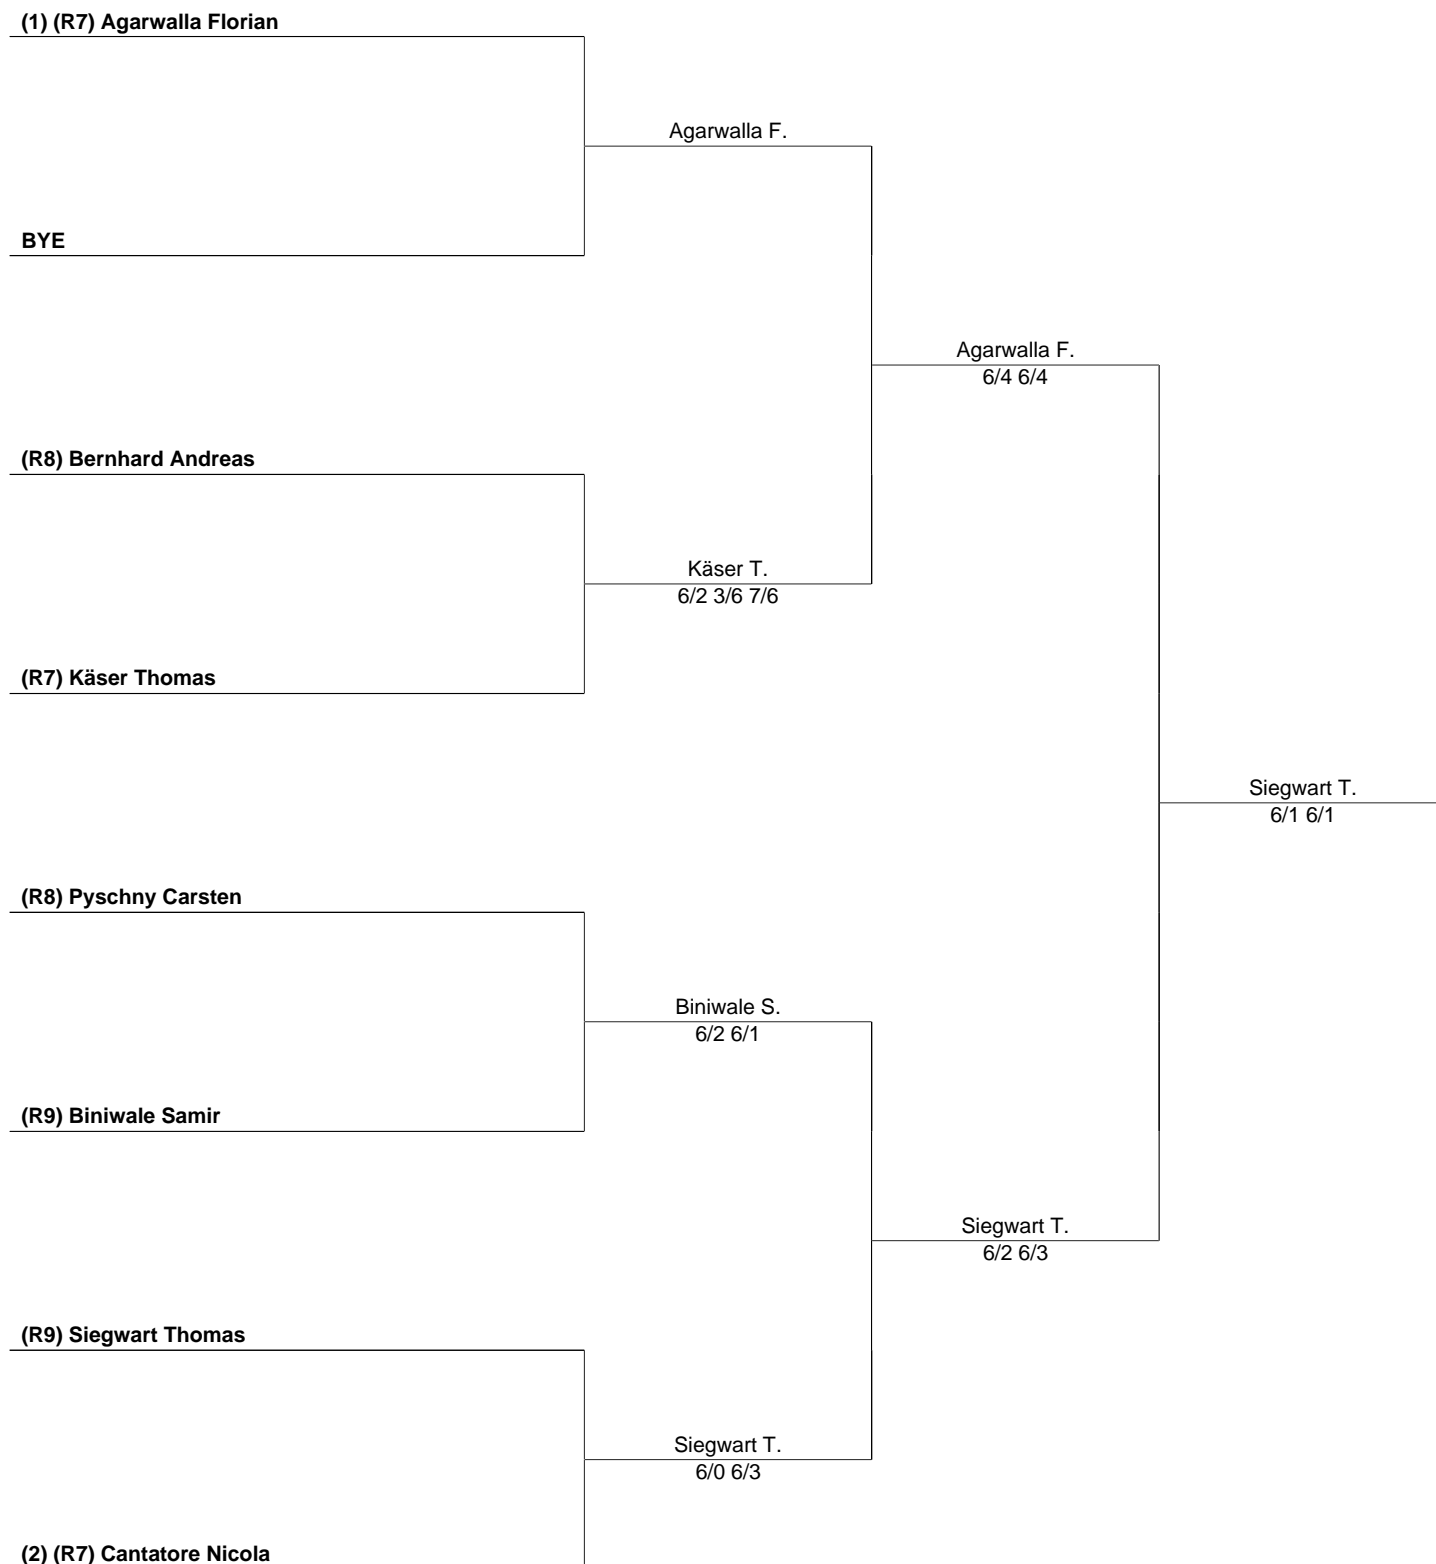 (1) (R7) Agarwalla Florian
Agarwalla F.
BYE
Agarwalla F.
6/4 6/4
(R8) Bernhard Andreas
Käser T.
6/2 3/6 7/6
(R7) Käser Thomas
Siegwart T.
6/1 6/1
(R8) Pyschny Carsten
Biniwale S.
6/2 6/1
(R9) Biniwale Samir
Siegwart T.
6/2 6/3
(R9) Siegwart Thomas
Siegwart T.
6/0 6/3
(2) (R7) Cantatore Nicola